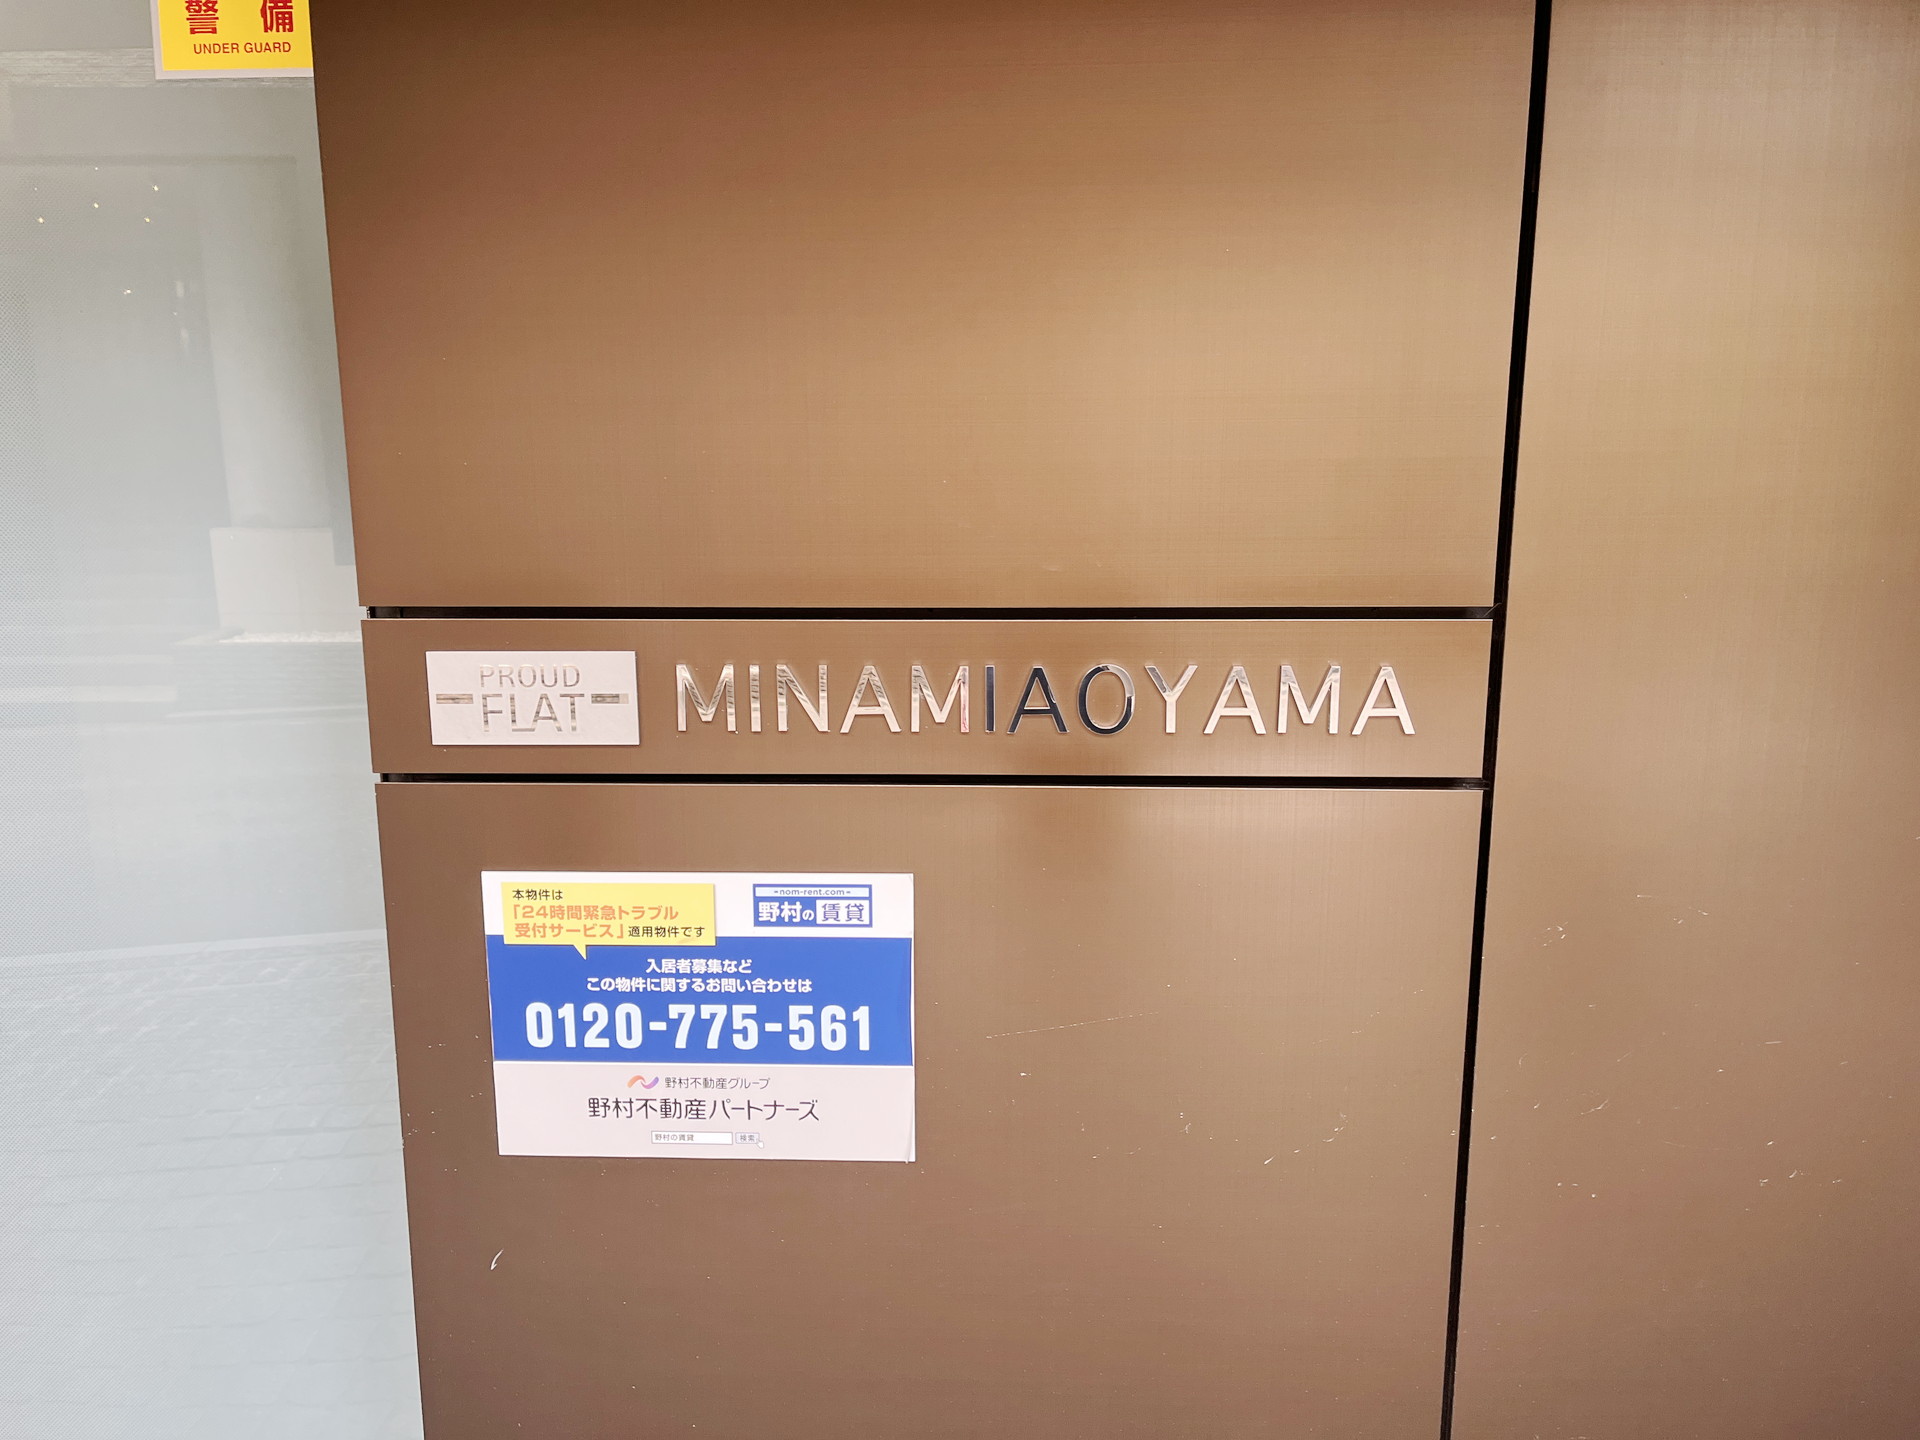 警 備
UNDER GUARD
PROUD
FLAT
MINAMIAOYAMA
本物件は
「24時間緊急トラブル
受付サービス」適用物件です
=nom-rent.com=
野村の賃貸
入居者募集など
この物件に関するお問い合わせは
0120-775-561
野村不動産グループ
野村不動産パートナーズ
野村の賃貸 検索